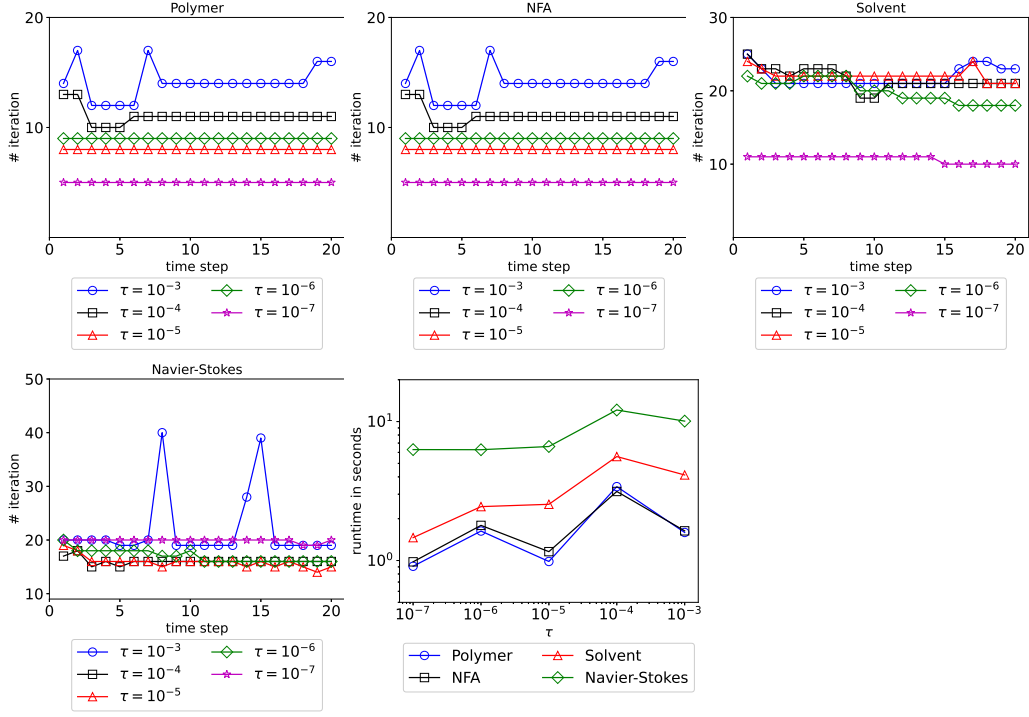 Polymer
20
10
# iteration
0 5 10 15 20
time step
τ = 10⁻³ τ = 10⁻⁶
τ = 10⁻⁴ τ = 10⁻⁷
τ = 10⁻⁵
NFA
20
10
# iteration
0 5 10 15 20
time step
τ = 10⁻³ τ = 10⁻⁶
τ = 10⁻⁴ τ = 10⁻⁷
τ = 10⁻⁵
Solvent
30
20
10
# iteration
0 5 10 15 20
time step
τ = 10⁻³ τ = 10⁻⁶
τ = 10⁻⁴ τ = 10⁻⁷
τ = 10⁻⁵
Navier-Stokes
50
40
30
20
10
# iteration
0 5 10 15 20
time step
τ = 10⁻³ τ = 10⁻⁶
τ = 10⁻⁴ τ = 10⁻⁷
τ = 10⁻⁵
10¹
10⁰
runtime in seconds
10⁻⁷ 10⁻⁶ 10⁻⁵ 10⁻⁴ 10⁻³
τ
Polymer Solvent
NFA Navier-Stokes